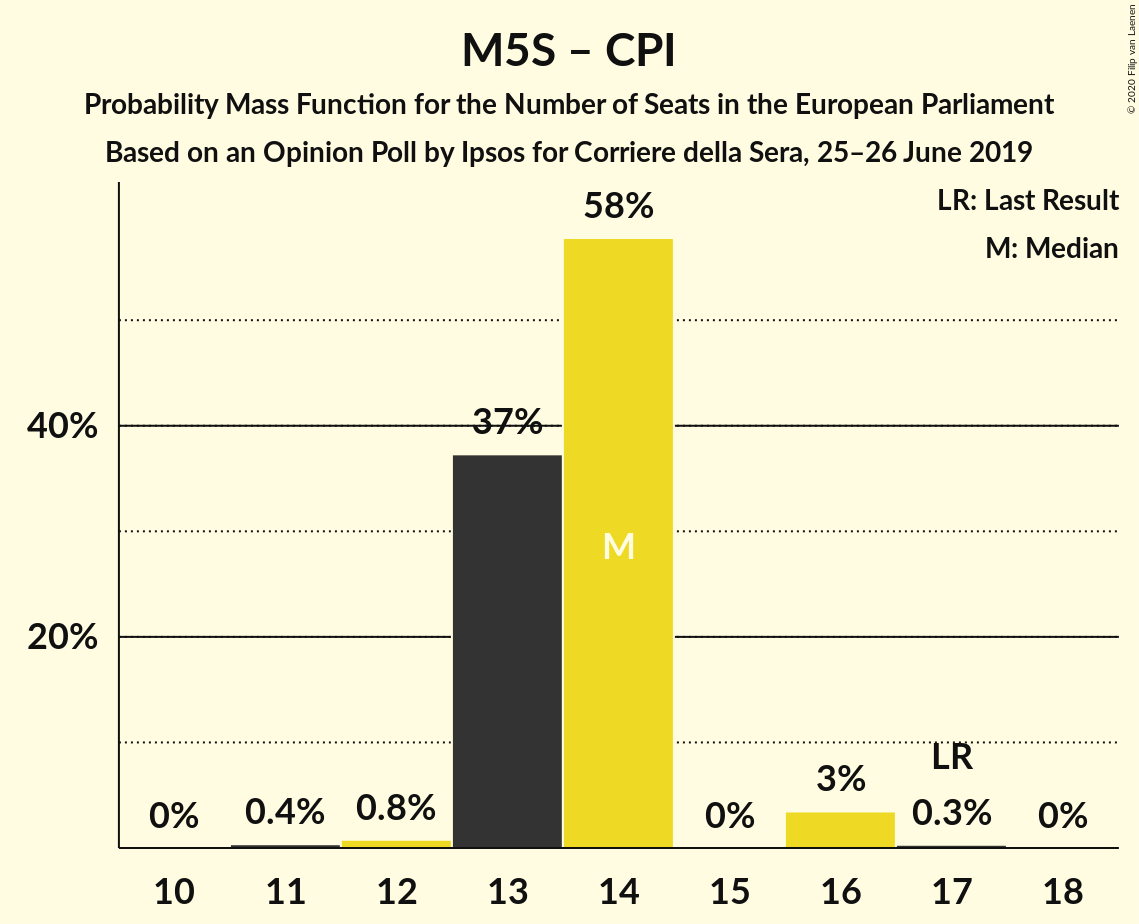 M5S – CPI
Probability Mass Function for the Number of Seats in the European Parliament
Based on an Opinion Poll by Ipsos for Corriere della Sera, 25–26 June 2019
© 2020 Filip van Laenen
LR: Last Result
M: Median
58%
40%
37%
M
20%
LR
0%
0.4%
0.8%
0%
3%
0.3%
0%
10 11 12 13 14 15 16 17 18